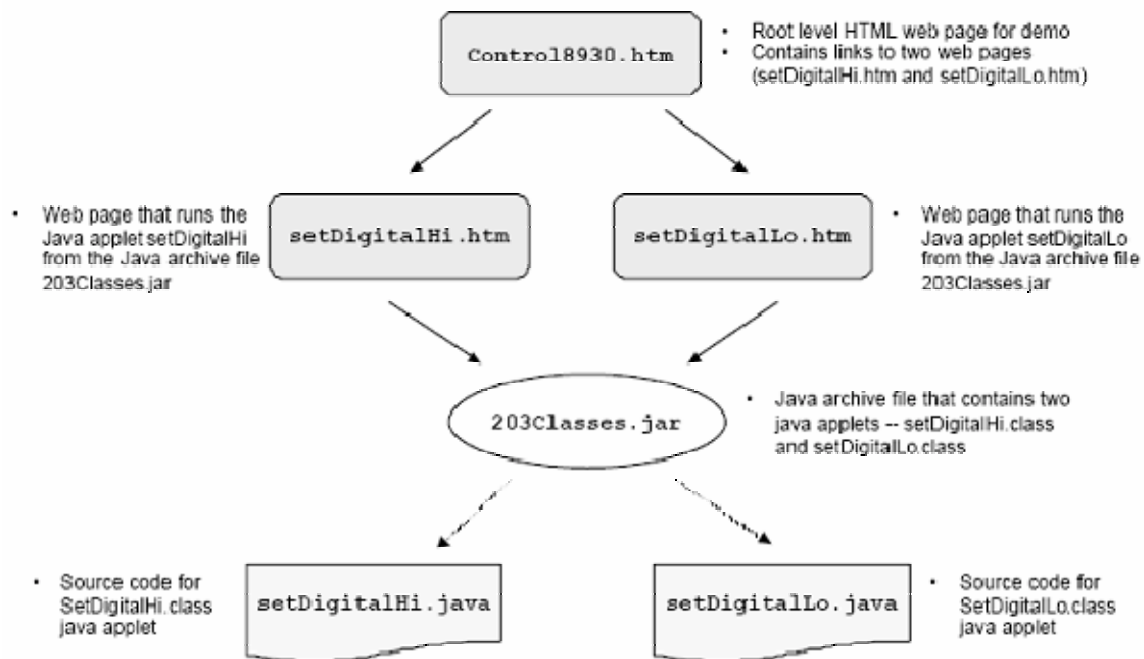 Control8930.htm
• Root level HTML web page for demo
• Contains links to two web pages
(setDigitalHi.htm and setDigitalLo.htm)
• Web page that runs the
Java applet setDigitalHi
from the Java archive file
203Classes.jar
setDigitalHi.htm
setDigitalLo.htm
• Web page that runs the
Java applet setDigitalLo
from the Java archive file
203Classes.jar
203Classes.jar
• Java archive file that contains two
java applets -- setDigitalHi.class
and setDigitalLo.class
• Source code for
SetDigitalHi.class
java applet
setDigitalHi.java
setDigitalLo.java
• Source code for
SetDigitalLo.class
java applet